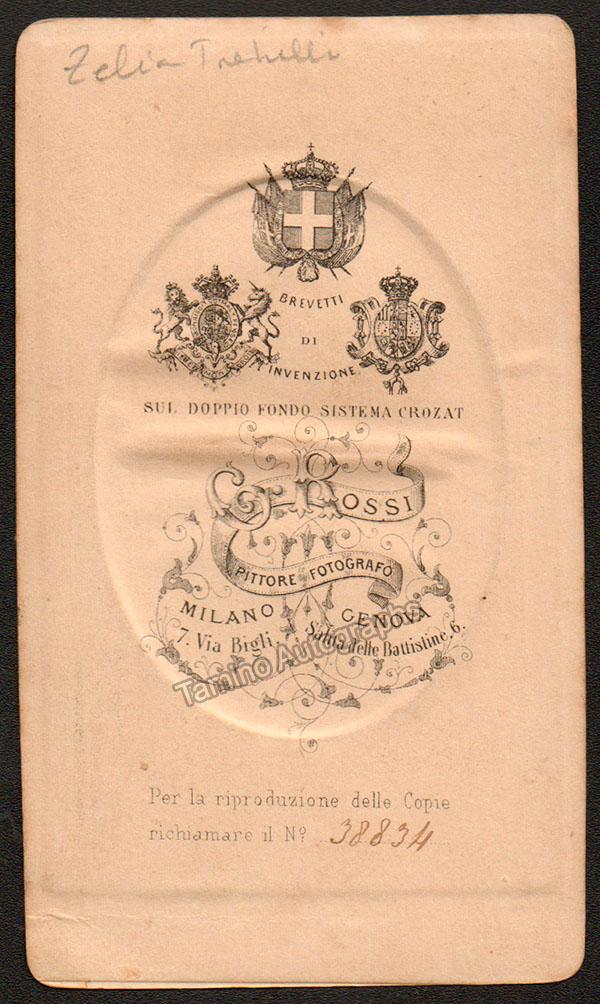 Zelia Trebelli
BREVETTI
DI
INVENZIONE
SUL DOPPIO FONDO SISTEMA CROZAT
G. ROSSI
PITTORE FOTOGRAFO
MILANO GENOVA
7. Via Bigli. Salita delle Battistine, 6.
Tamino Autographs
Per la riproduzione delle Copie
richiamare il Nº 38834